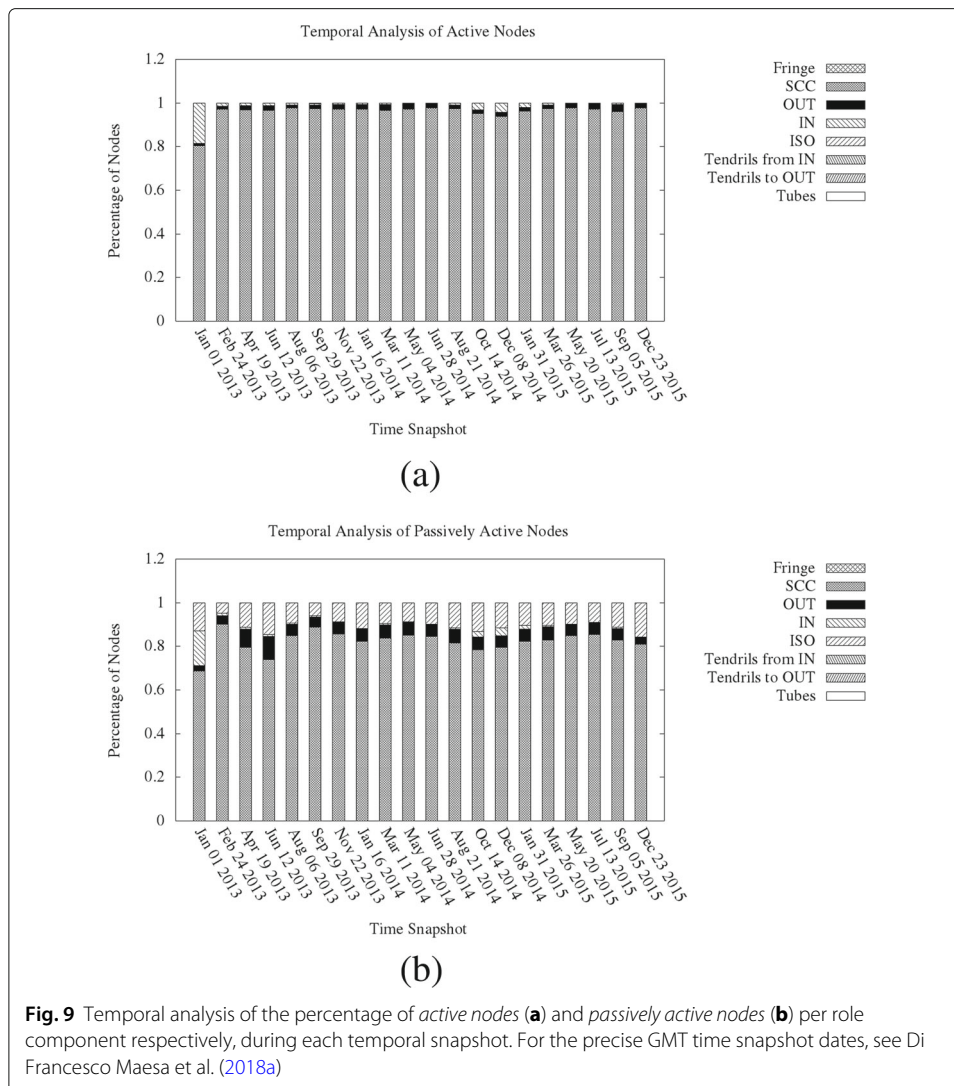 Temporal Analysis of Active Nodes
1.2
1
0.8
0.6
0.4
0.2
0
Percentage of Nodes
Jan 01 2013
Feb 24 2013
Apr 19 2013
Jun 12 2013
Aug 06 2013
Sep 29 2013
Nov 22 2013
Jan 16 2014
Mar 11 2014
May 04 2014
Jun 28 2014
Aug 21 2014
Oct 14 2014
Dec 08 2014
Jan 31 2015
Mar 26 2015
May 20 2015
Jul 13 2015
Sep 05 2015
Dec 23 2015
Time Snapshot
Fringe
SCC
OUT
IN
ISO
Tendrils from IN
Tendrils to OUT
Tubes
(a)
Temporal Analysis of Passively Active Nodes
1.2
1
0.8
0.6
0.4
0.2
0
Percentage of Nodes
Jan 01 2013
Feb 24 2013
Apr 19 2013
Jun 12 2013
Aug 06 2013
Sep 29 2013
Nov 22 2013
Jan 16 2014
Mar 11 2014
May 04 2014
Jun 28 2014
Aug 21 2014
Oct 14 2014
Dec 08 2014
Jan 31 2015
Mar 26 2015
May 20 2015
Jul 13 2015
Sep 05 2015
Dec 23 2015
Time Snapshot
Fringe
SCC
OUT
IN
ISO
Tendrils from IN
Tendrils to OUT
Tubes
(b)
Fig. 9 Temporal analysis of the percentage of active nodes (a) and passively active nodes (b) per role
component respectively, during each temporal snapshot. For the precise GMT time snapshot dates, see Di
Francesco Maesa et al. (2018a)